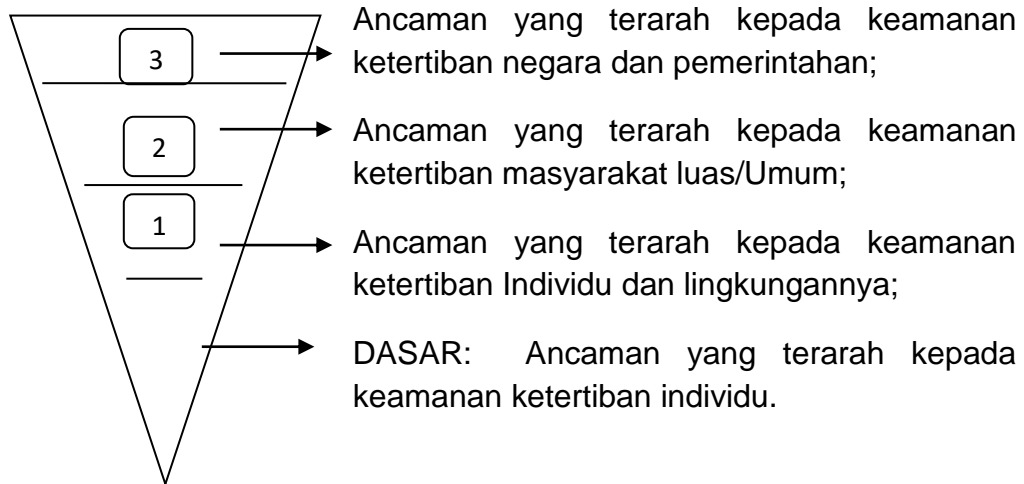 3
Ancaman yang terarah kepada keamanan
ketertiban negara dan pemerintahan;
2
Ancaman yang terarah kepada keamanan
ketertiban masyarakat luas/Umum;
1
Ancaman yang terarah kepada keamanan
ketertiban Individu dan lingkungannya;
DASAR: Ancaman yang terarah kepada
keamanan ketertiban individu.